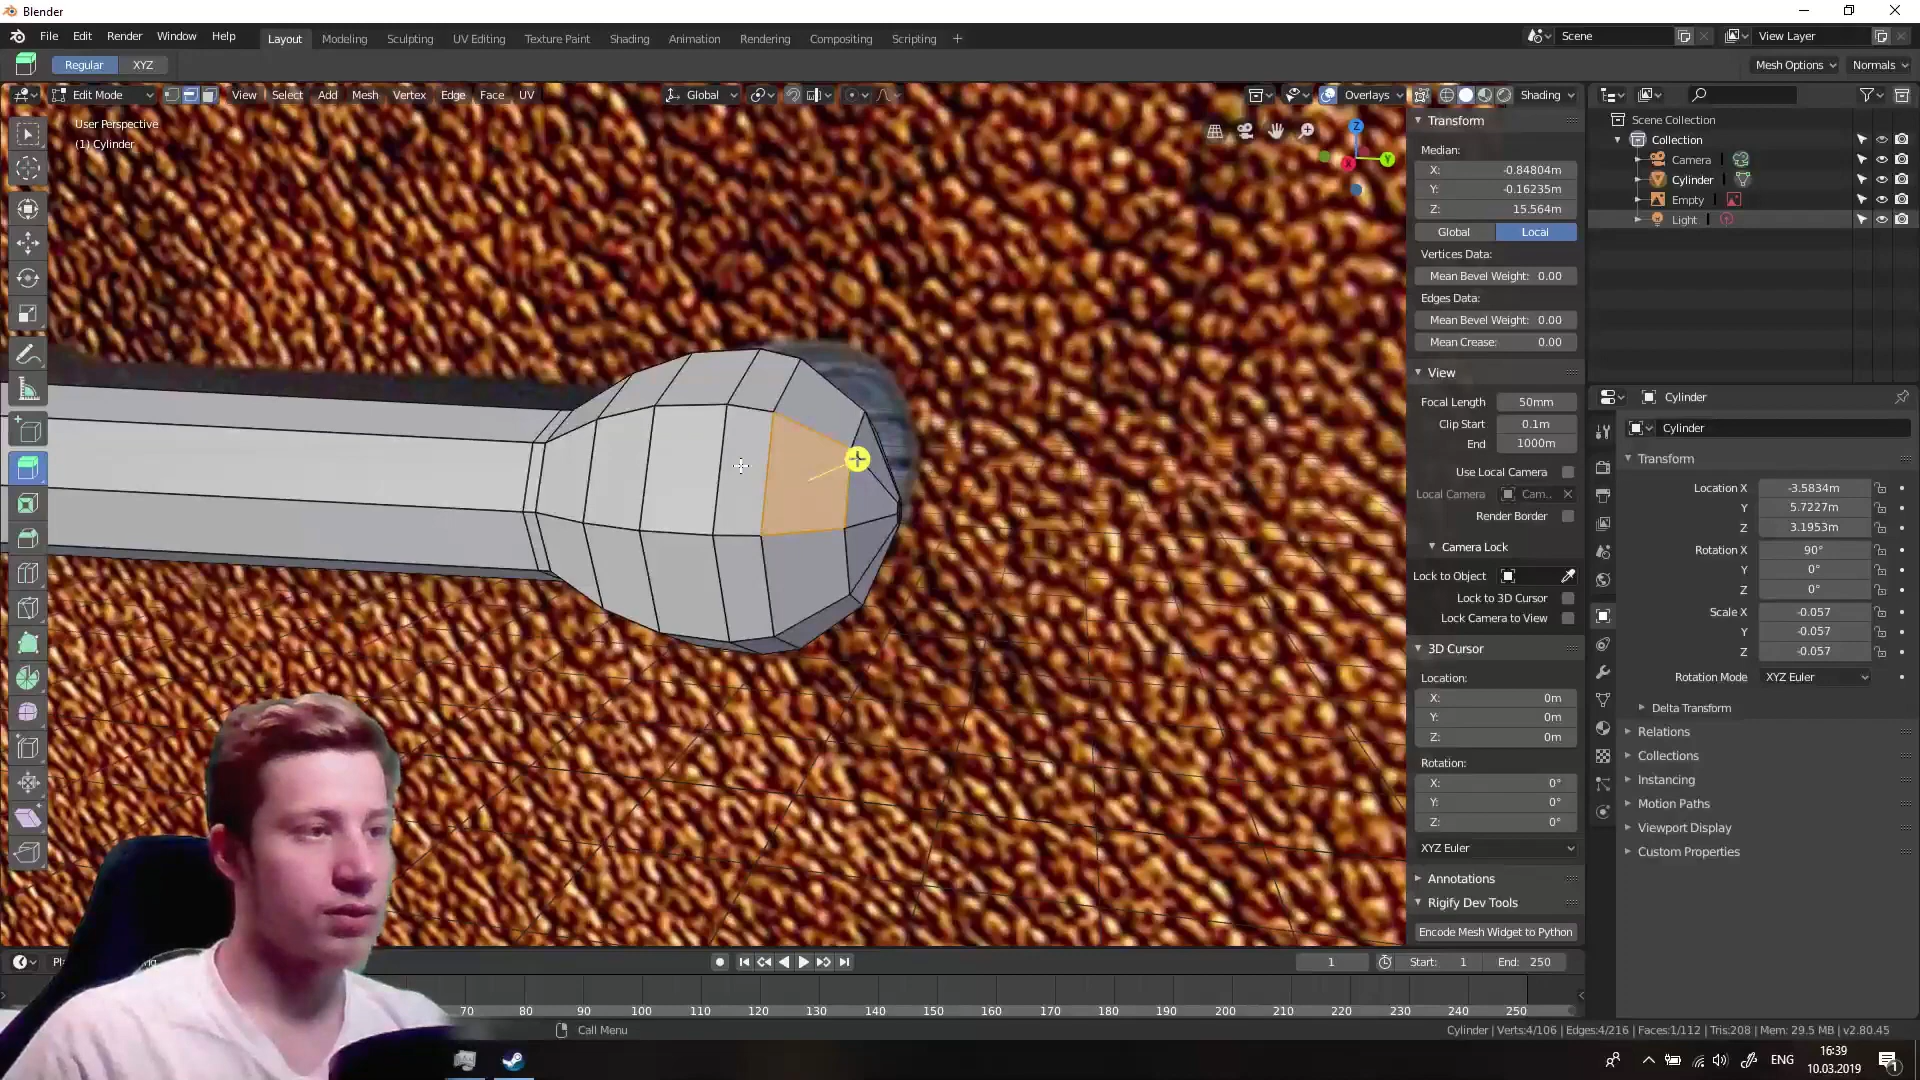 Blender
File Edit Render Window Help
Layout Modeling Sculpting UV Editing Texture Paint Shading Animation Rendering Compositing Scripting +
Scene View Layer
Regular XYZ Mesh Options Normals
Edit Mode View Select Add Mesh Vertex Edge Face UV Global Overlays Shading
User Perspective
(1) Cylinder
Z
Y
X
Transform
Median:
X: -0.84804m
Y: -0.16235m
Z: 15.564m
Global Local
Vertices Data:
Mean Bevel Weight: 0.00
Edges Data:
Mean Bevel Weight: 0.00
Mean Crease: 0.00
View
Focal Length 50mm
Clip Start 0.1m
End 1000m
Use Local Camera
Local Camera Cam..
Render Border
Camera Lock
Lock to Object
Lock to 3D Cursor
Lock Camera to View
3D Cursor
Location:
X: 0m
Y: 0m
Z: 0m
Rotation:
X: 0°
Y: 0°
Z: 0°
XYZ Euler
Annotations
Rigify Dev Tools
Encode Mesh Widget to Python
Scene Collection
Collection
Camera
Cylinder
Empty
Light
Cylinder
Cylinder
Transform
Location X -3.5834m
Y 5.7227m
Z 3.1953m
Rotation X 90°
Y 0°
Z 0°
Scale X -0.057
Y -0.057
Z -0.057
Rotation Mode XYZ Euler
Delta Transform
Relations
Collections
Instancing
Motion Paths
Viewport Display
Custom Properties
1 Start: 1 End: 250
70 80 90 100 110 120 130 140 150 160 170 180 190 200 210 220 230 240 250
Call Menu
Cylinder | Verts:4/106 | Edges:4/216 | Faces:1/112 | Tris:208 | Mem: 29.5 MB | v2.80.45
ENG
16:39
10.03.2019
1